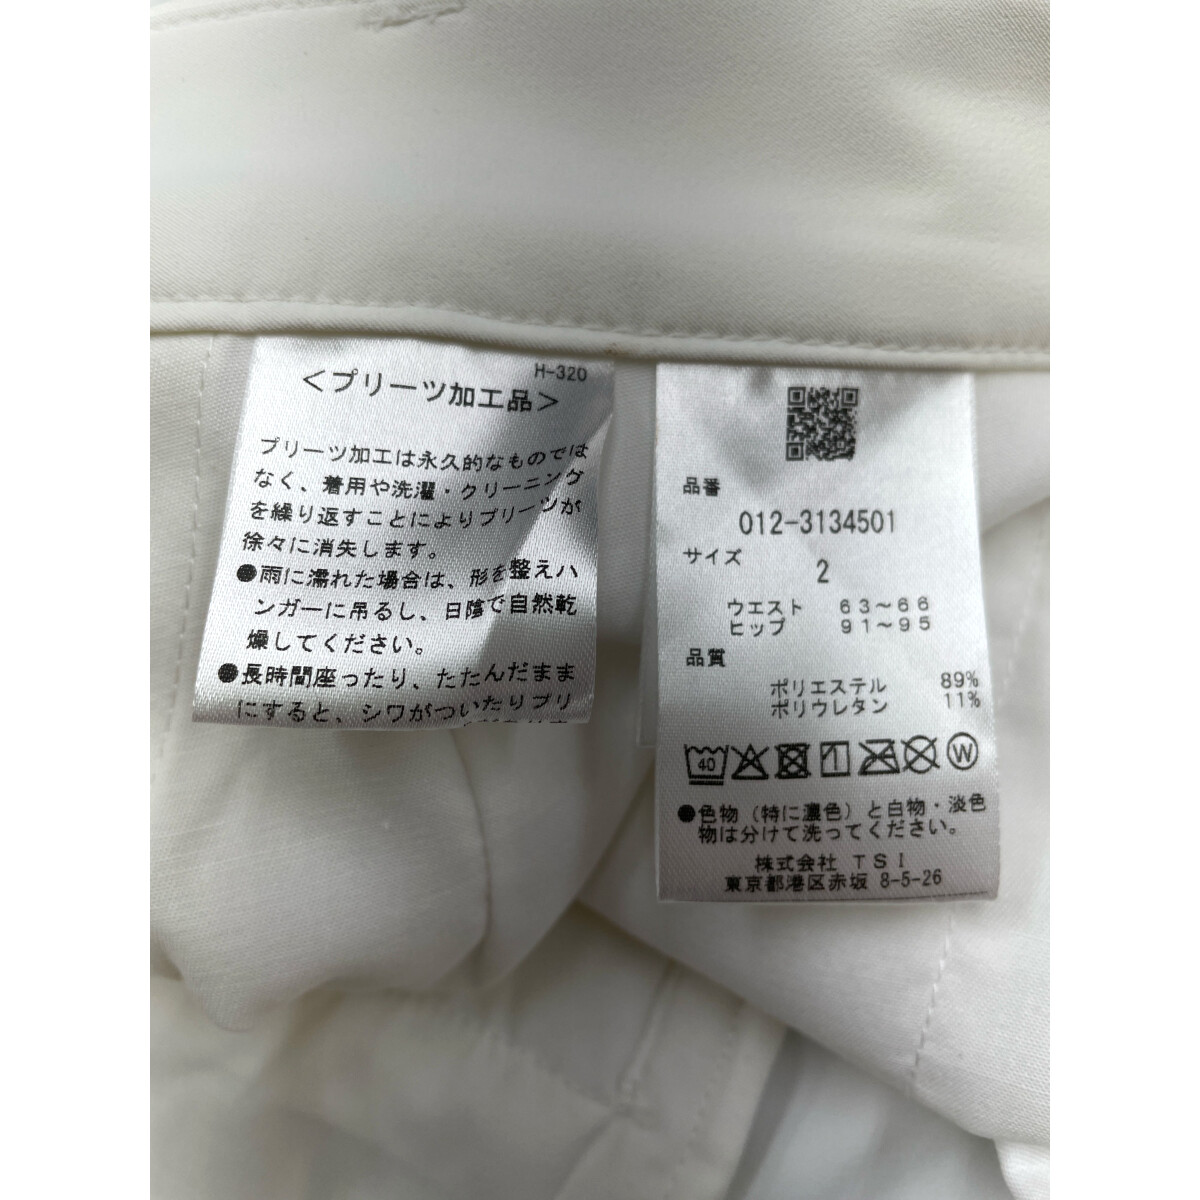 H-320
＜プリーツ加工品＞
プリーツ加工は永久的なものでは
なく、着用や洗濯・クリーニング
を繰り返すことによりプリーツが
徐々に消失します。
●雨に濡れた場合は、形を整えハ
ンガーに吊るし、日陰で自然乾
燥してください。
●長時間座ったり、たたんだまま
にすると、シワがついたりプリ
品番
012-3134501
サイズ
2
ウエスト 63～66
ヒップ 91～95
品質
ポリエステル 89%
ポリウレタン 11%
40
W
●色物（特に濃色）と白物・淡色
物は分けて洗ってください。
株式会社 TSI
東京都港区赤坂 8-5-26